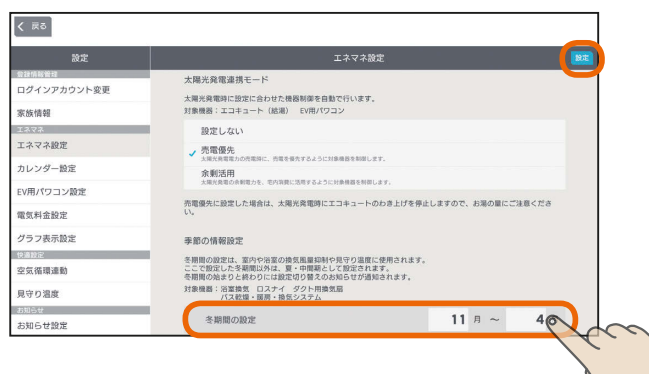 戻る
設定
エネマネ設定
設定
登録情報管理
ログインアカウント変更
家族情報
エネマネ
エネマネ設定
カレンダー設定
EV用パワコン設定
電気料金設定
グラフ表示設定
快適設定
空気循環連動
見守り温度
お知らせ
お知らせ設定
太陽光発電連携モード
太陽光発電時に設定に合わせた機器制御を自動で行います。
対象機器：エコキュート（給湯） EV用パワコン
設定しない
売電優先
太陽光発電電力の売電時に、売電を優先するように対象機器を制御します。
余剰活用
太陽光発電の余剰電力を、宅内消費に活用するように対象機器を制御します。
売電優先に設定した場合は、太陽光発電時にエコキュートのわき上げを停止しますので、お湯の量にご注意くださ
い。
季節の情報設定
冬期間の設定は、室内や浴室の換気風量抑制や見守り温度に使用されます。
ここで設定した冬期間以外は、夏・中間期として設定されます。
冬期間の始まりと終わりには設定切り替えのお知らせが通知されます。
対象機器：浴室換気 ロスナイ ダクト用換気扇
バス乾燥・暖房・換気システム
冬期間の設定 11 月 ～ 4